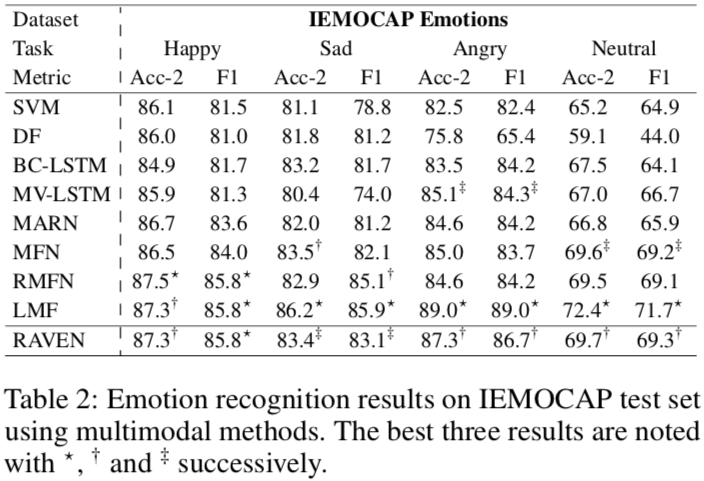 Dataset IEMOCAP Emotions
Task Happy Sad Angry Neutral
Metric Acc-2 F1 Acc-2 F1 Acc-2 F1 Acc-2 F1
SVM 86.1 81.5 81.1 78.8 82.5 82.4 65.2 64.9
DF 86.0 81.0 81.8 81.2 75.8 65.4 59.1 44.0
BC-LSTM 84.9 81.7 83.2 81.7 83.5 84.2 67.5 64.1
MV-LSTM 85.9 81.3 80.4 74.0 85.1‡ 84.3‡ 67.0 66.7
MARN 86.7 83.6 82.0 81.2 84.6 84.2 66.8 65.9
MFN 86.5 84.0 83.5† 82.1 85.0 83.7 69.6‡ 69.2‡
RMFN 87.5⋆ 85.8⋆ 82.9 85.1† 84.6 84.2 69.5 69.1
LMF 87.3† 85.8⋆ 86.2⋆ 85.9⋆ 89.0⋆ 89.0⋆ 72.4⋆ 71.7⋆
RAVEN 87.3† 85.8⋆ 83.4‡ 83.1‡ 87.3† 86.7† 69.7† 69.3†
Table 2: Emotion recognition results on IEMOCAP test set
using multimodal methods. The best three results are noted
with ⋆, † and ‡ successively.